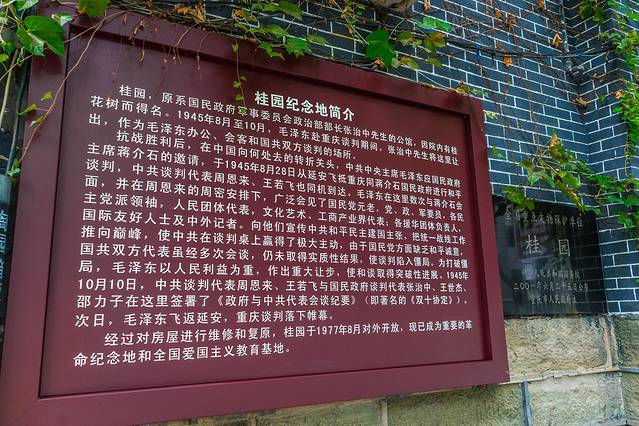 桂园纪念地简介
桂园，原系国民政府军事委员会政治部部长张治中先生的公馆，因院内有桂
花树而得名。1945年8月至10月，毛泽东赴重庆谈判期间，张治中先生将这里让
出，作为毛泽东办公、会客和国共双方谈判的场所。
抗战胜利后，在中国向何处去的转折关头，中共中央主席毛泽东应国民政府
主席蒋介石的邀请，于1945年8月28日从延安飞抵重庆同蒋介石国民政府进行和平
谈判，中共谈判代表周恩来、王若飞也同机到达。毛泽东在这里数次与蒋介石会
面，并在周恩来的周密安排下，广泛会见了国民党元老，党、政、军要员，各民
主党派领袖，人民团体代表，文化艺术、工商产业界代表；各援华团体负责人，
国际友好人士及中外记者。向他们宣传中共和平民主建国主张，把统一战线工作
推向巅峰，使中共在谈判桌上赢得了极大主动，由于国民党方面缺乏和平诚意，
国共双方代表虽经多次会谈，仍未取得实质性结果，使谈判陷入僵局。为打破僵
局，毛泽东以人民利益为重，作出重大让步，使和谈取得突破性进展。1945年
10月10日，中共谈判代表周恩来、王若飞与国民政府谈判代表张治中、王世杰、
邵力子在这里签署了《政府与中共代表会谈纪要》（即著名的《双十协定》）。
次日，毛泽东飞返延安，重庆谈判落下帷幕。
经过对房屋进行维修和复原，桂园于1977年8月对外开放，现已成为重要的革
命纪念地和全国爱国主义教育基地。
全国重点文物保护单位
桂园
二00一年六月二十五日公布